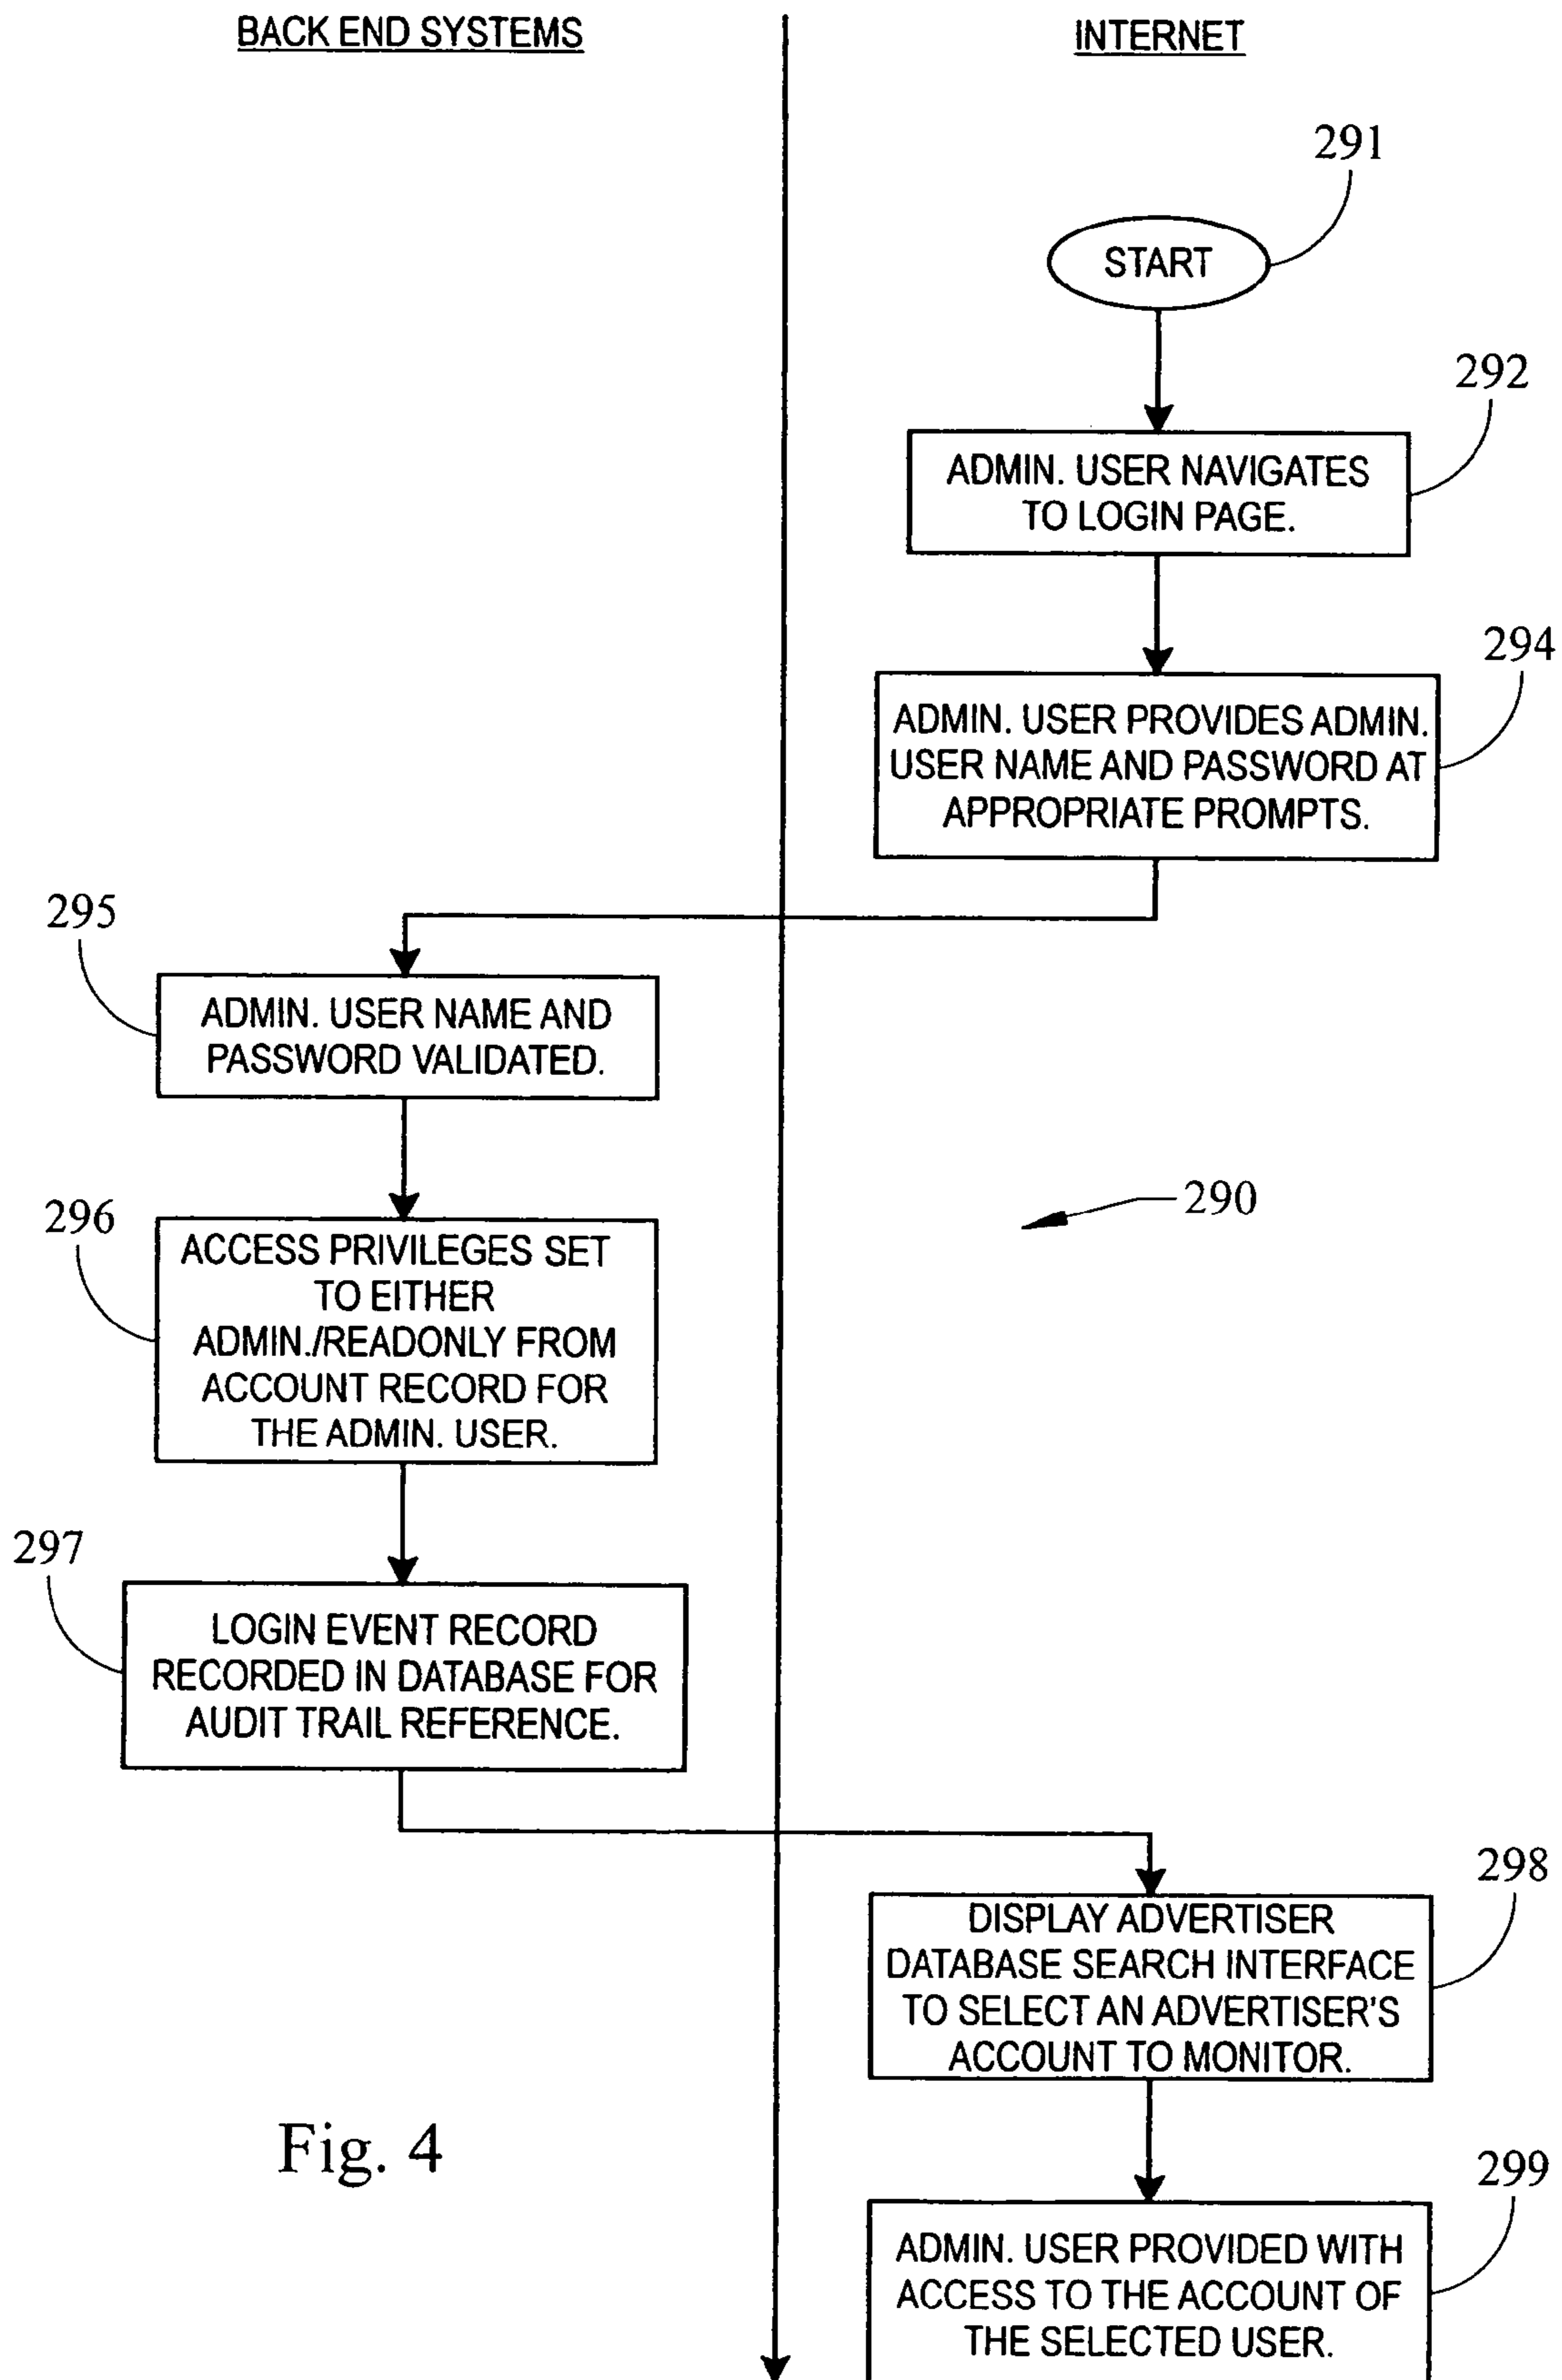 BACK END SYSTEMS
INTERNET
291
START
292
ADMIN. USER NAVIGATES
TO LOGIN PAGE.
294
ADMIN. USER PROVIDES ADMIN.
USER NAME AND PASSWORD AT
APPROPRIATE PROMPTS.
295
ADMIN. USER NAME AND
PASSWORD VALIDATED.
290
296
ACCESS PRIVILEGES SET
TO EITHER
ADMIN./READONLY FROM
ACCOUNT RECORD FOR
THE ADMIN. USER.
297
LOGIN EVENT RECORD
RECORDED IN DATABASE FOR
AUDIT TRAIL REFERENCE.
298
DISPLAY ADVERTISER
DATABASE SEARCH INTERFACE
TO SELECT AN ADVERTISER'S
ACCOUNT TO MONITOR.
Fig. 4
299
ADMIN. USER PROVIDED WITH
ACCESS TO THE ACCOUNT OF
THE SELECTED USER.